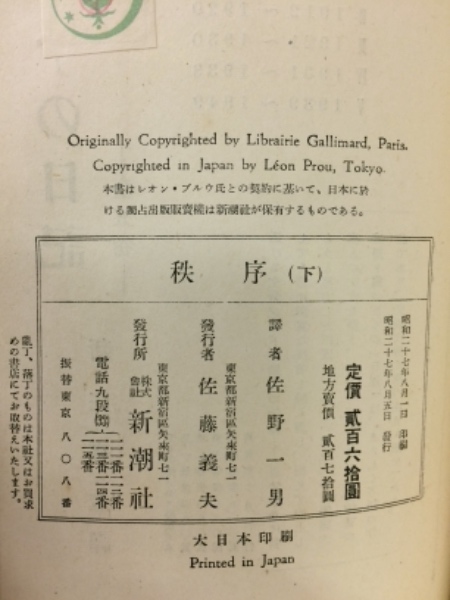 Originally Copyrighted by Librairie Gallimard, Paris.
Copyrighted in Japan by Léon Prou, Tokyo.
本書はレオン・プルウ氏との契約に基いて、日本に於
ける獨占出版販賣權は新潮社が保有するものである。
秩序(下)
昭和二十七年八月一日 印刷
昭和二十七年八月五日 發行
定價 貳百六拾圓
地方賣價 貳百七拾圓
譯者 佐野一男
東京都新宿區矢來町七一
發行者 佐藤義夫
東京都新宿區矢來町七一
發行所 株式會社 新潮社
電話九段(33)
振替東京 八〇八番
亂丁、落丁のものは本社又はお買求
めの書店にてお取替えいたします。
大日本印刷
Printed in Japan